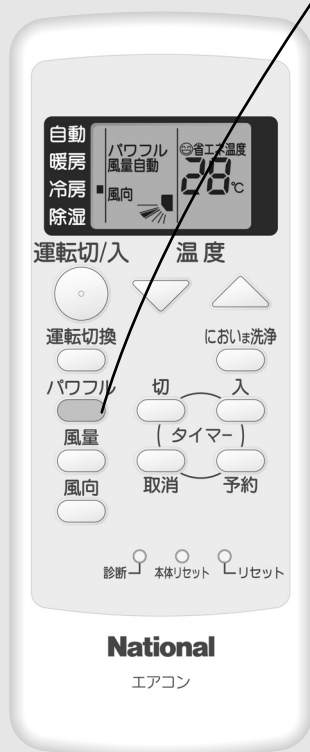 自動
暖房
冷房
除湿
パワフル
風量自動
風向
省エネ温度
28℃
運転切/入
温度
運転切換
におい洗浄
パワフル
切
入
(タイマー)
風量
取消
予約
風向
診断
本体リセット
リセット
National
エアコン